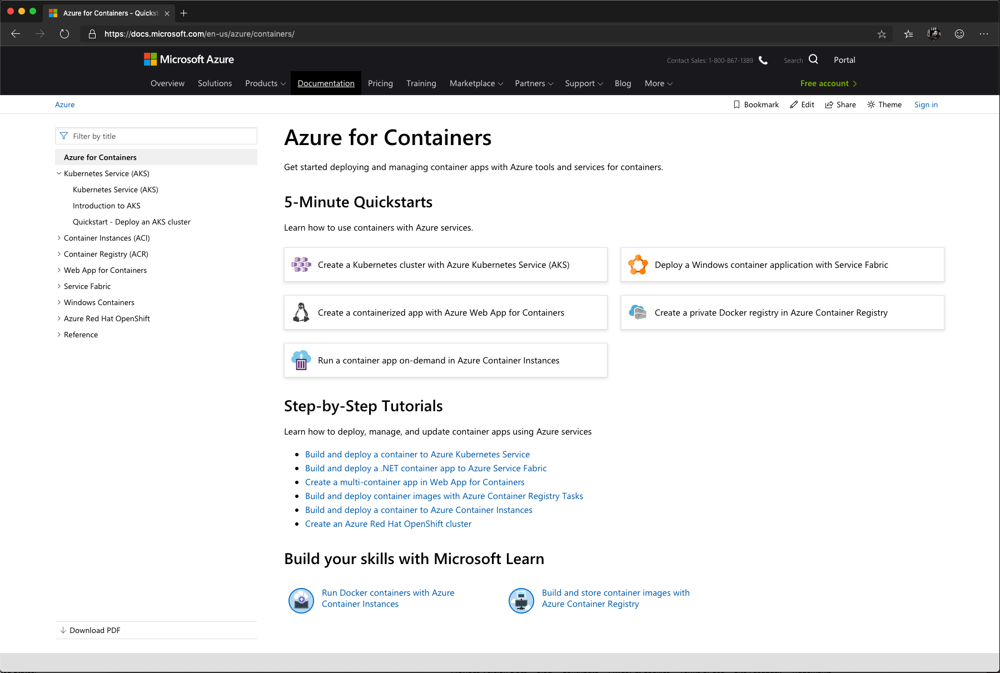 Azure for Containers - Quickst
https://docs.microsoft.com/en-us/azure/containers/
Microsoft Azure
Contact Sales: 1-800-867-1389
Search
Portal
Overview
Solutions
Products
Documentation
Pricing
Training
Marketplace
Partners
Support
Blog
More
Free account
Azure
Bookmark
Edit
Share
Theme
Sign in
Filter by title
Azure for Containers
Kubernetes Service (AKS)
Kubernetes Service (AKS)
Introduction to AKS
Quickstart - Deploy an AKS cluster
Container Instances (ACI)
Container Registry (ACR)
Web App for Containers
Service Fabric
Windows Containers
Azure Red Hat OpenShift
Reference
Download PDF
Azure for Containers
Get started deploying and managing container apps with Azure tools and services for containers.
5-Minute Quickstarts
Learn how to use containers with Azure services.
Create a Kubernetes cluster with Azure Kubernetes Service (AKS)
Deploy a Windows container application with Service Fabric
Create a containerized app with Azure Web App for Containers
Create a private Docker registry in Azure Container Registry
Run a container app on-demand in Azure Container Instances
Step-by-Step Tutorials
Learn how to deploy, manage, and update container apps using Azure services
Build and deploy a container to Azure Kubernetes Service
Build and deploy a .NET container app to Azure Service Fabric
Create a multi-container app in Web App for Containers
Build and deploy container images with Azure Container Registry Tasks
Build and deploy a container to Azure Container Instances
Create an Azure Red Hat OpenShift cluster
Build your skills with Microsoft Learn
Run Docker containers with Azure
Container Instances
Build and store container images with
Azure Container Registry